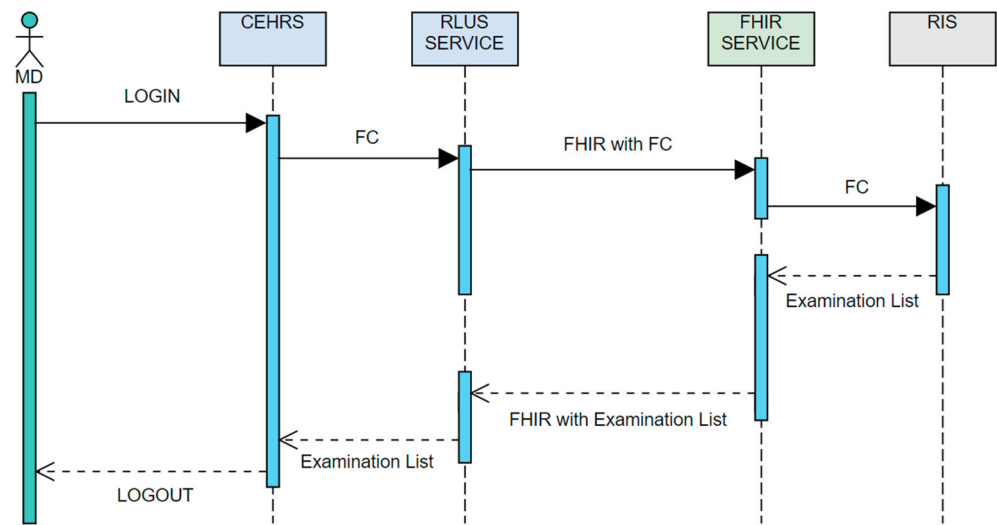 CEHRS
RLUS
SERVICE
FHIR
SERVICE
RIS
MD
LOGIN
FC
FHIR with FC
FC
Examination List
FHIR with Examination List
Examination List
LOGOUT